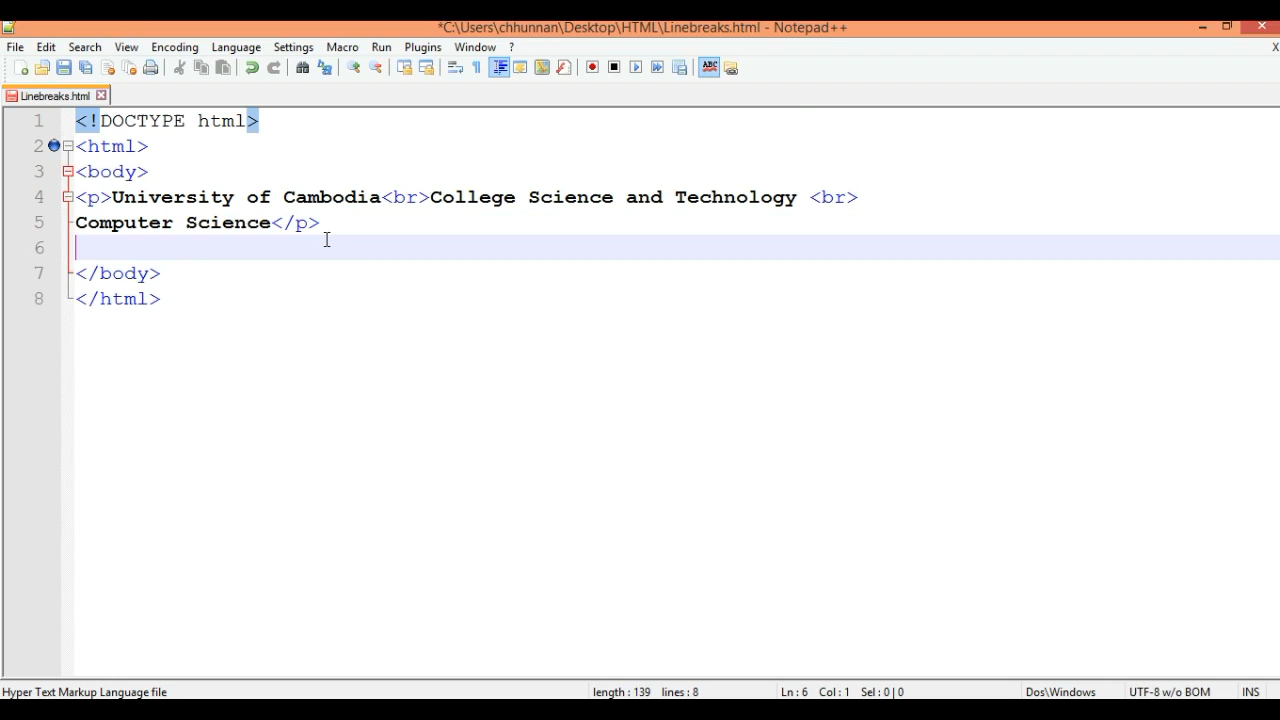 *C:\Users\chhunnan\Desktop\HTML\Linebreaks.html - Notepad++
File Edit Search View Encoding Language Settings Macro Run Plugins Window ? X
ABC
Linebreaks.html
1 <!DOCTYPE html>
2 <html>
3 <body>
4 <p>University of Cambodia<br>College Science and Technology <br>
5 Computer Science</p>
6
7 </body>
8 </html>
Hyper Text Markup Language file length : 139 lines : 8 Ln : 6 Col : 1 Sel : 0 | 0 Dos\Windows UTF-8 w/o BOM INS